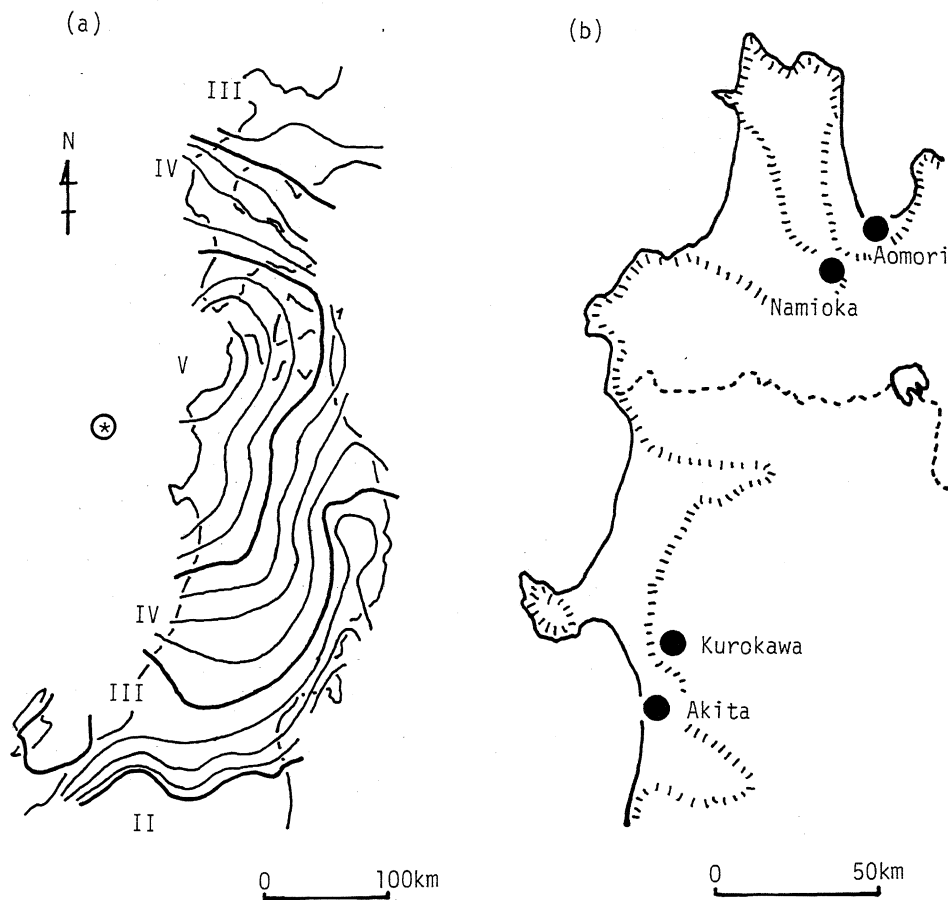 (a)
N
III
IV
V
IV
III
II
0 100km
(b)
Aomori
Namioka
Kurokawa
Akita
0 50km